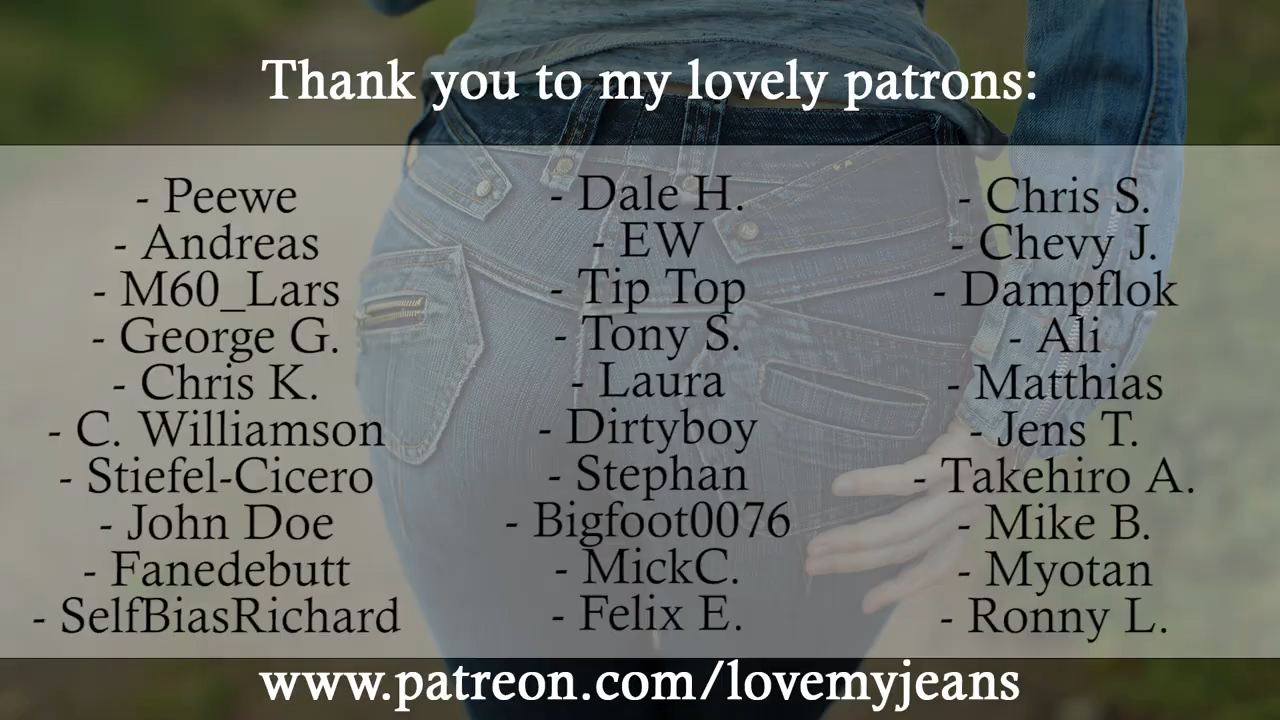 Thank you to my lovely patrons:
- Peewe
- Andreas
- M60_Lars
- George G.
- Chris K.
- C. Williamson
- Stiefel-Cicero
- John Doe
- Fanedebutt
- SelfBiasRichard
- Dale H.
- EW
- Tip Top
- Tony S.
- Laura
- Dirtyboy
- Stephan
- Bigfoot0076
- MickC.
- Felix E.
- Chris S.
- Chevy J.
- Dampflok
- Ali
- Matthias
- Jens T.
- Takehiro A.
- Mike B.
- Myotan
- Ronny L.
www.patreon.com/lovemyjeans